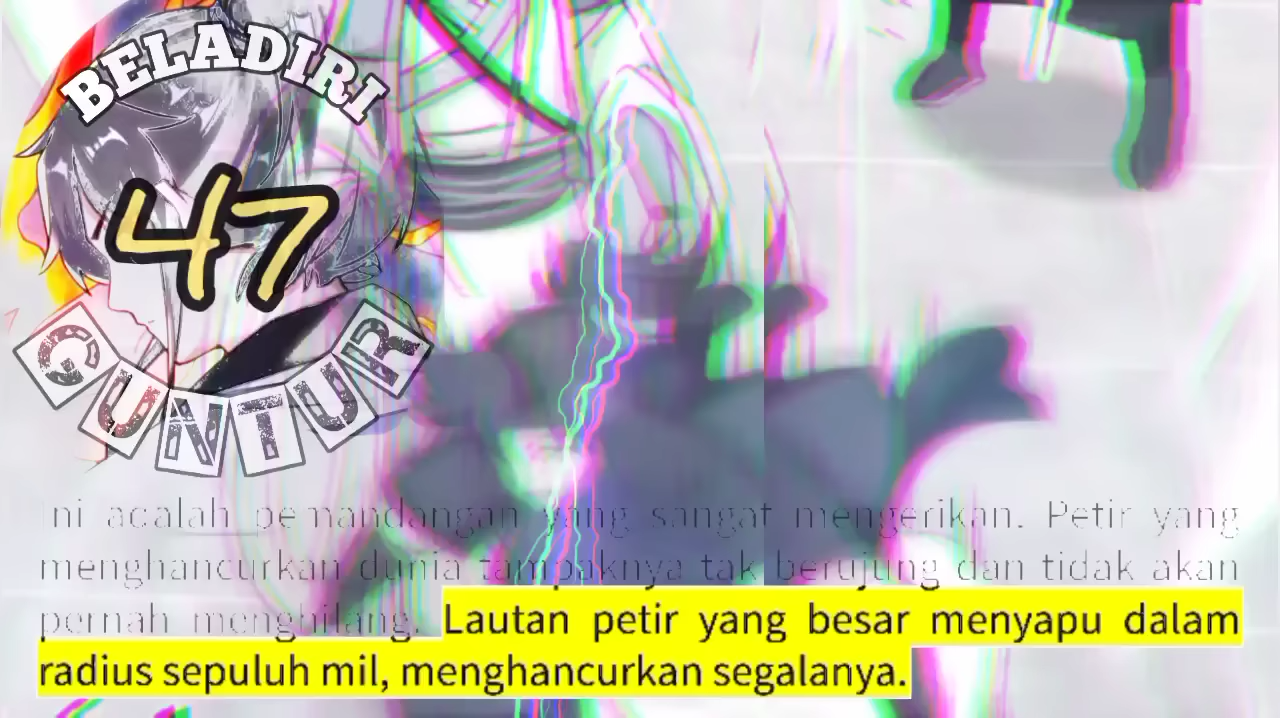 BELADIRI
47
GUNTUR
Ini adalah pemandangan yang sangat mengerikan. Petir yang
menghancurkan dunia tampaknya tak berujung dan tidak akan
pernah menghilang. Lautan petir yang besar menyapu dalam
radius sepuluh mil, menghancurkan segalanya.